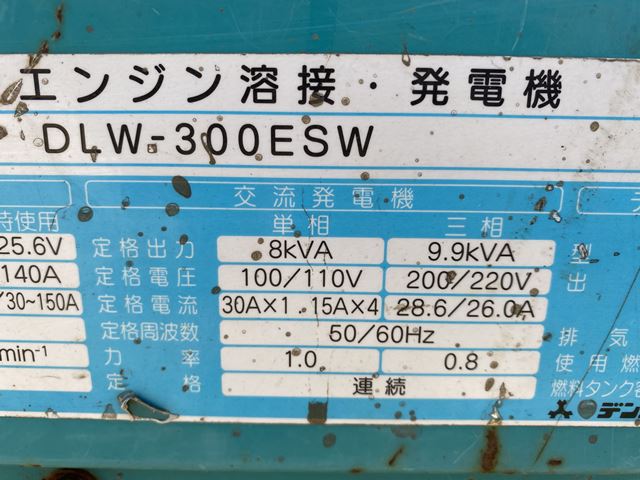 エンジン溶接・発電機
DLW-300ESW
時使用 交流発電機
単相 三相
25.6V 定格出力 8kVA 9.9kVA 型
140A 定格電圧 100/110V 200/220V 出
/30~150A 定格電流 30A×1．15A×4 28.6/26.0A
定格周波数 50/60Hz 排気
min⁻¹ 力率 1.0 0.8 使用燃
定格 連続 燃料タンク容
デン